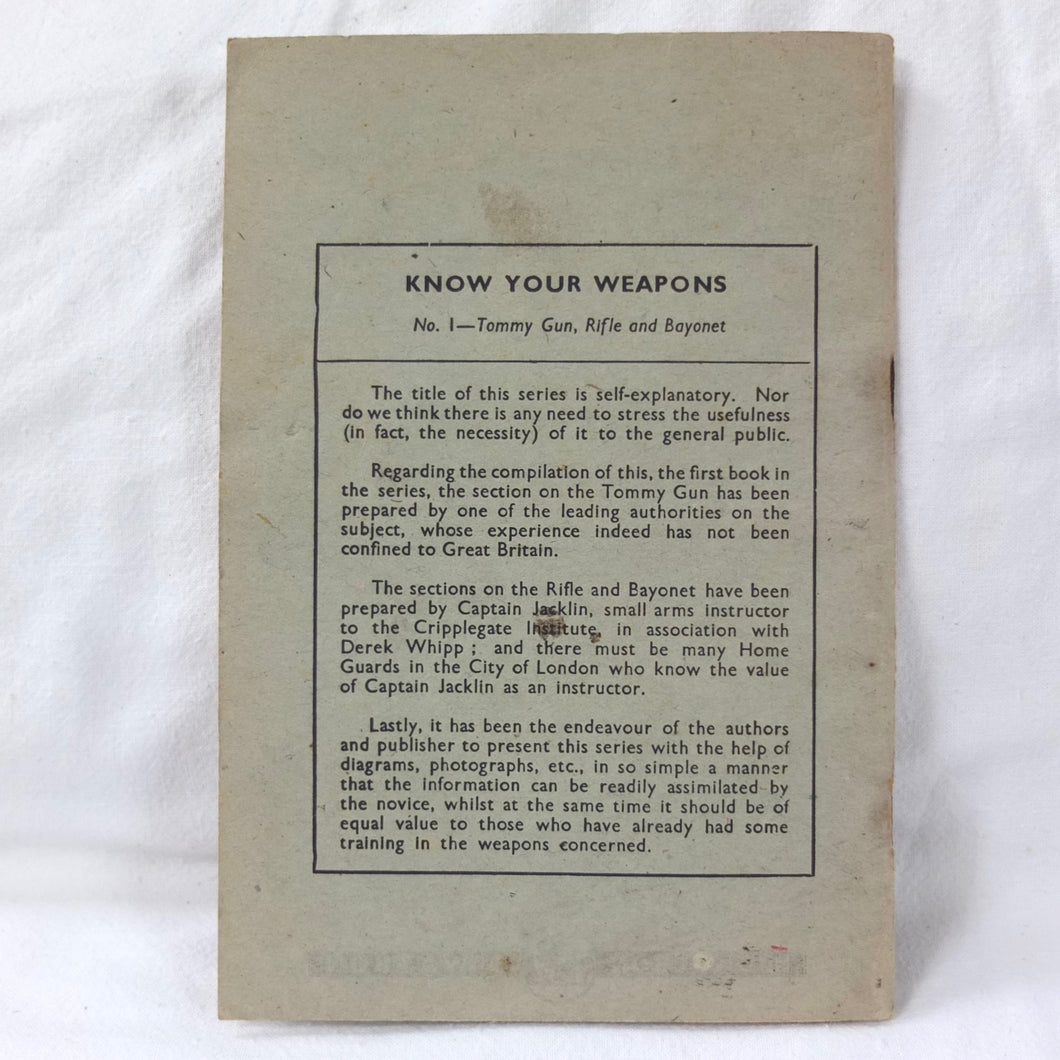 KNOW YOUR WEAPONS
No. 1—Tommy Gun, Rifle and Bayonet
The title of this series is self-explanatory. Nor
do we think there is any need to stress the usefulness
(in fact, the necessity) of it to the general public.
Regarding the compilation of this, the first book in
the series, the section on the Tommy Gun has been
prepared by one of the leading authorities on the
subject, whose experience indeed has not been
confined to Great Britain.
The sections on the Rifle and Bayonet have been
prepared by Captain Jacklin, small arms instructor
to the Cripplegate Institute, in association with
Derek Whipp ; and there must be many Home
Guards in the City of London who know the value
of Captain Jacklin as an instructor.
Lastly, it has been the endeavour of the authors
and publisher to present this series with the help of
diagrams, photographs, etc., in so simple a manner
that the information can be readily assimilated by
the novice, whilst at the same time it should be of
equal value to those who have already had some
training in the weapons concerned.